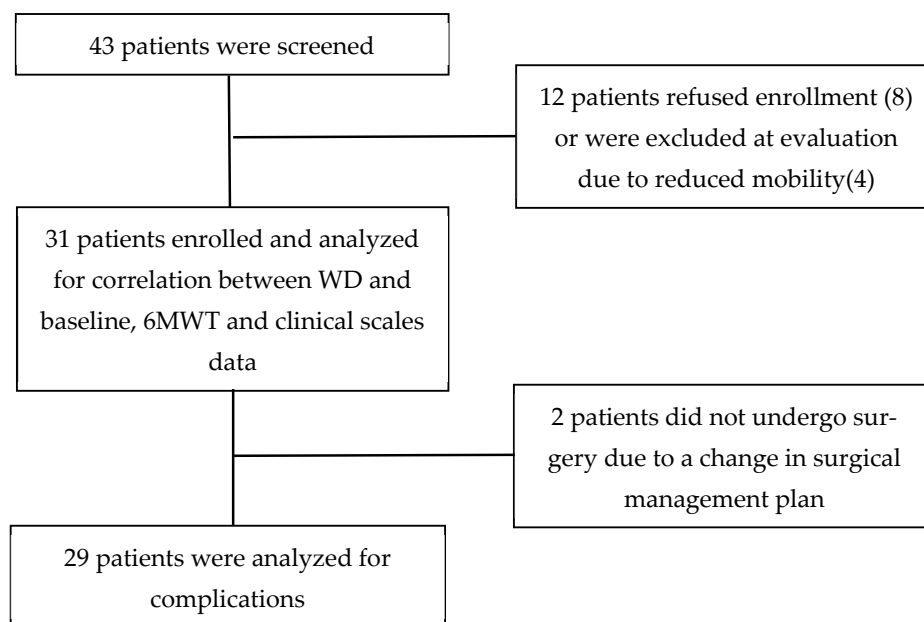 43 patients were screened
12 patients refused enrollment (8)
or were excluded at evaluation
due to reduced mobility(4)
31 patients enrolled and analyzed
for correlation between WD and
baseline, 6MWT and clinical scales
data
2 patients did not undergo sur-
gery due to a change in surgical
management plan
29 patients were analyzed for
complications